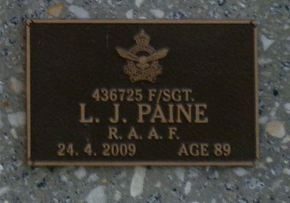 436725 F/SGT.
L. J. PAINE
R. A. A. F.
24. 4. 2009 AGE 89